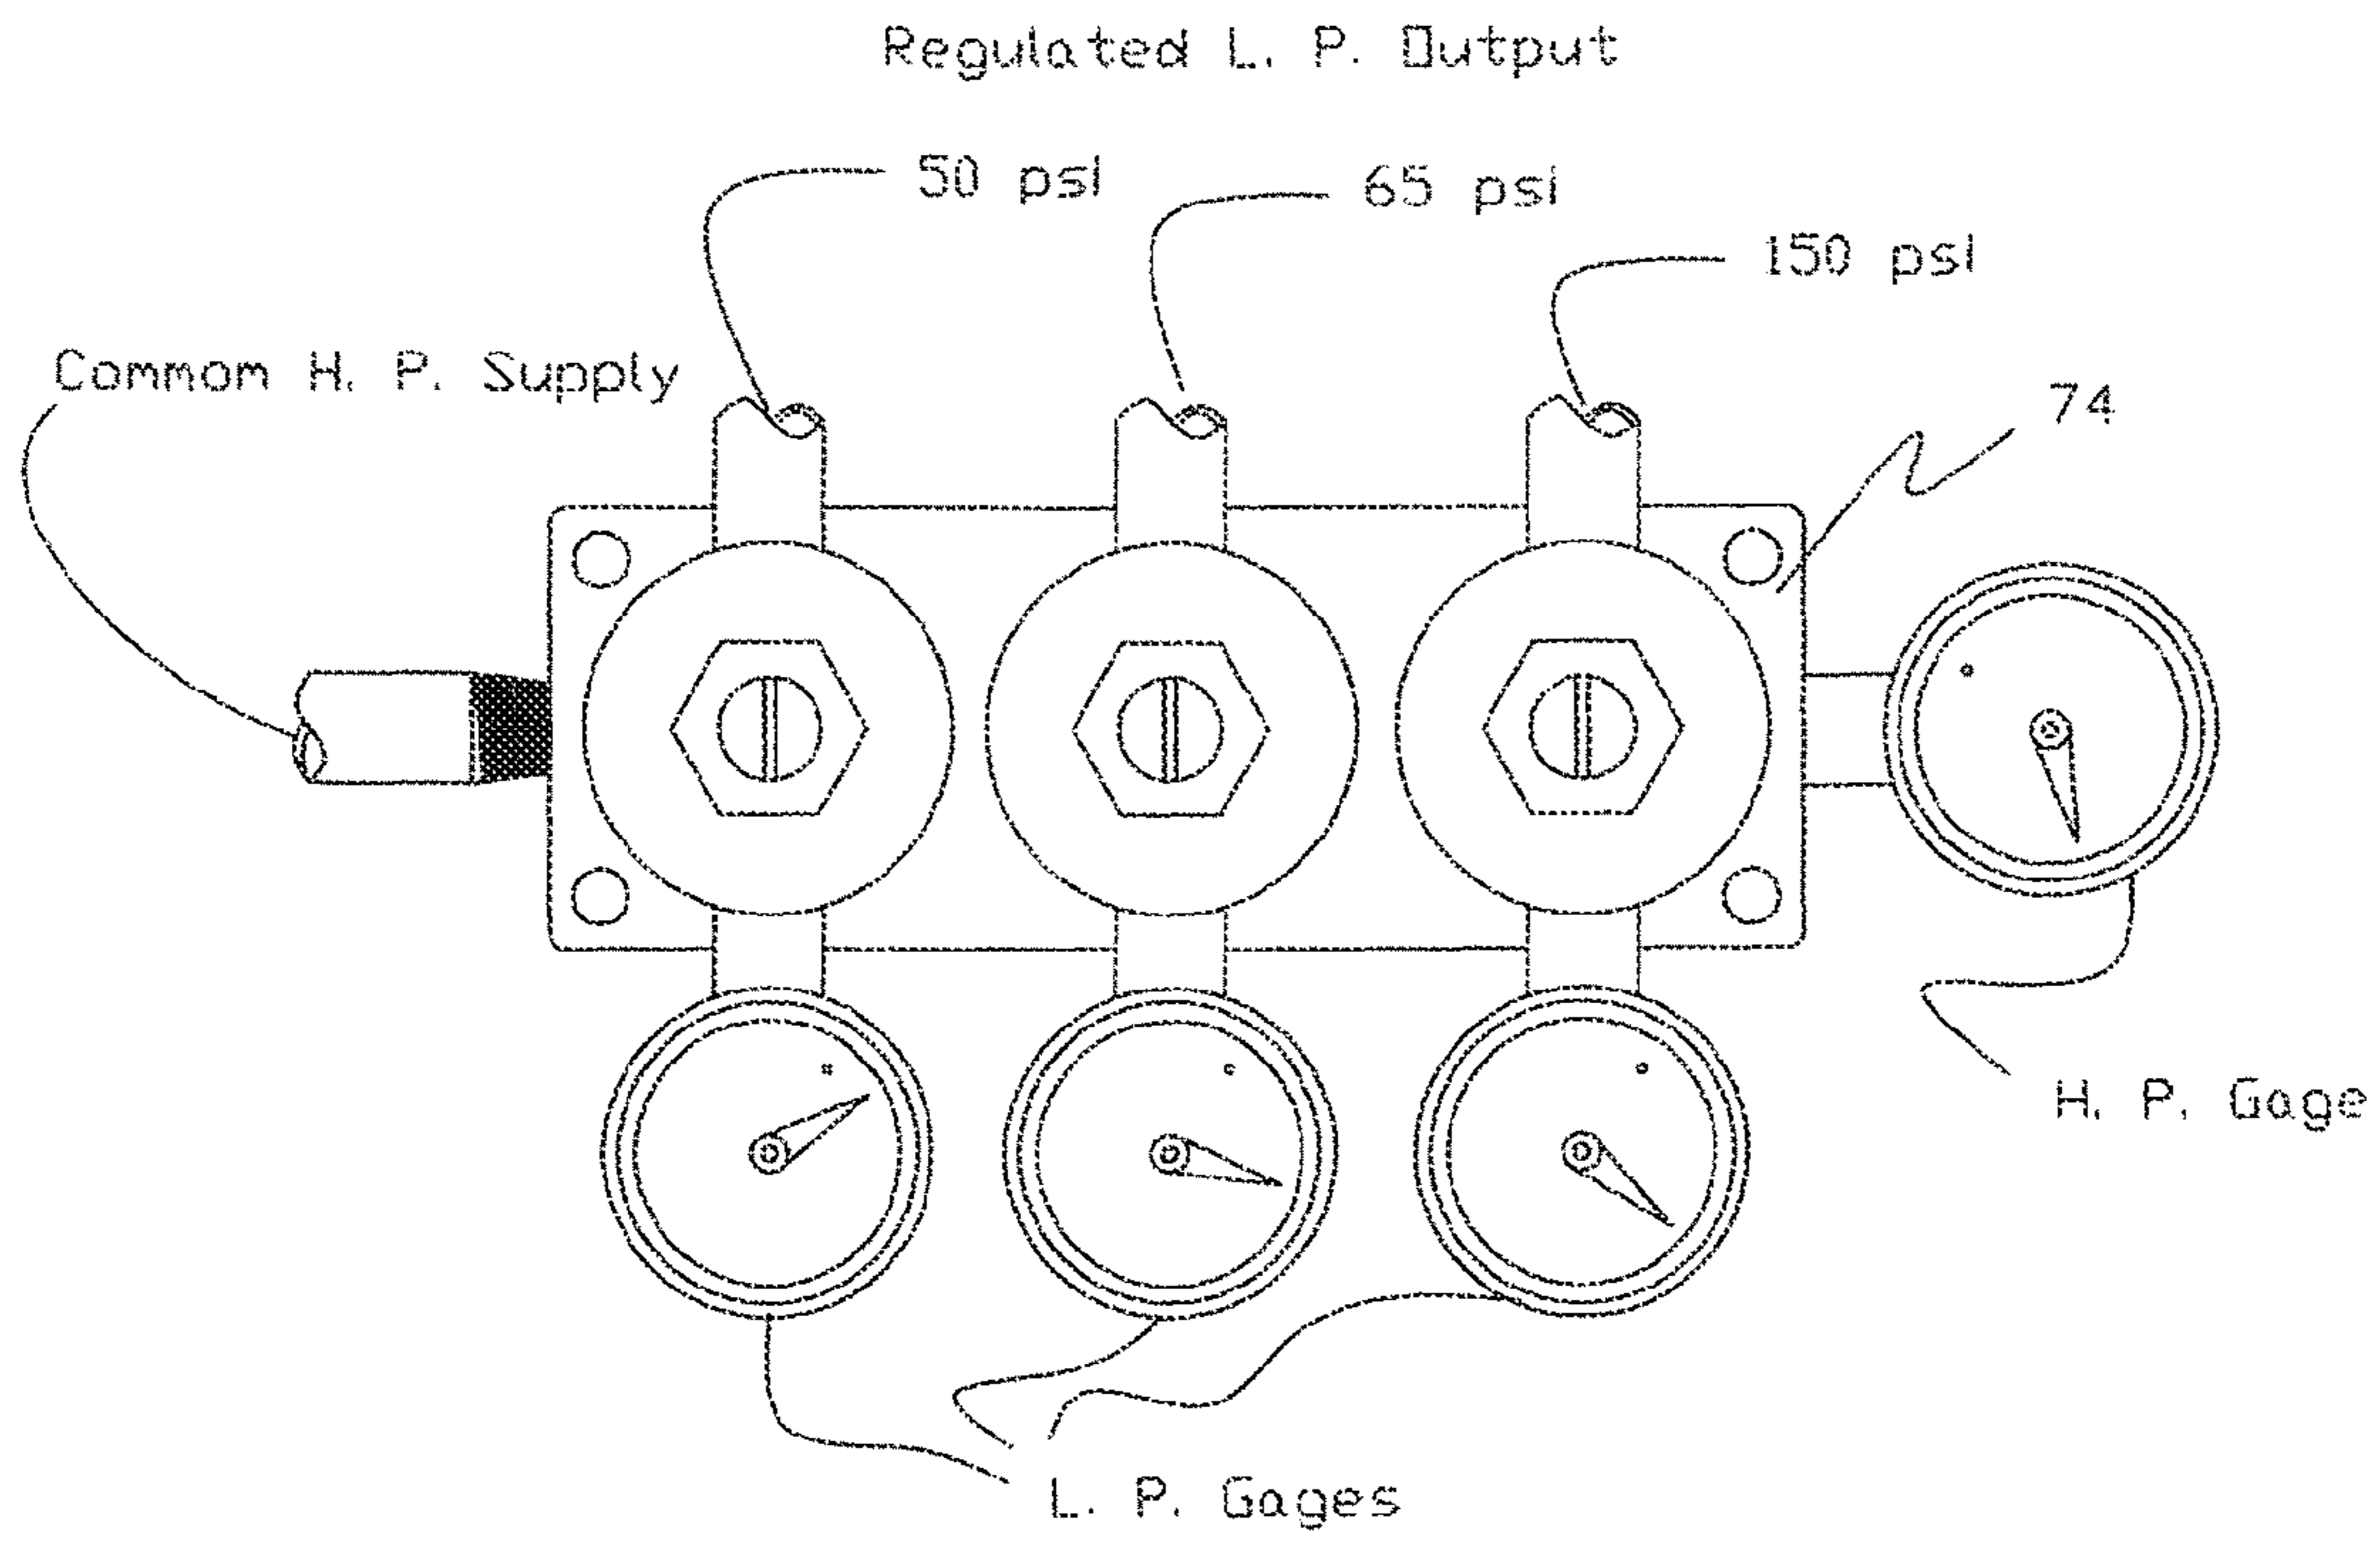 Regulated L. P. Output
50 psi
65 psi
150 psi
Commom H. P. Supply
74
H. P. Gage
L. P. Gages